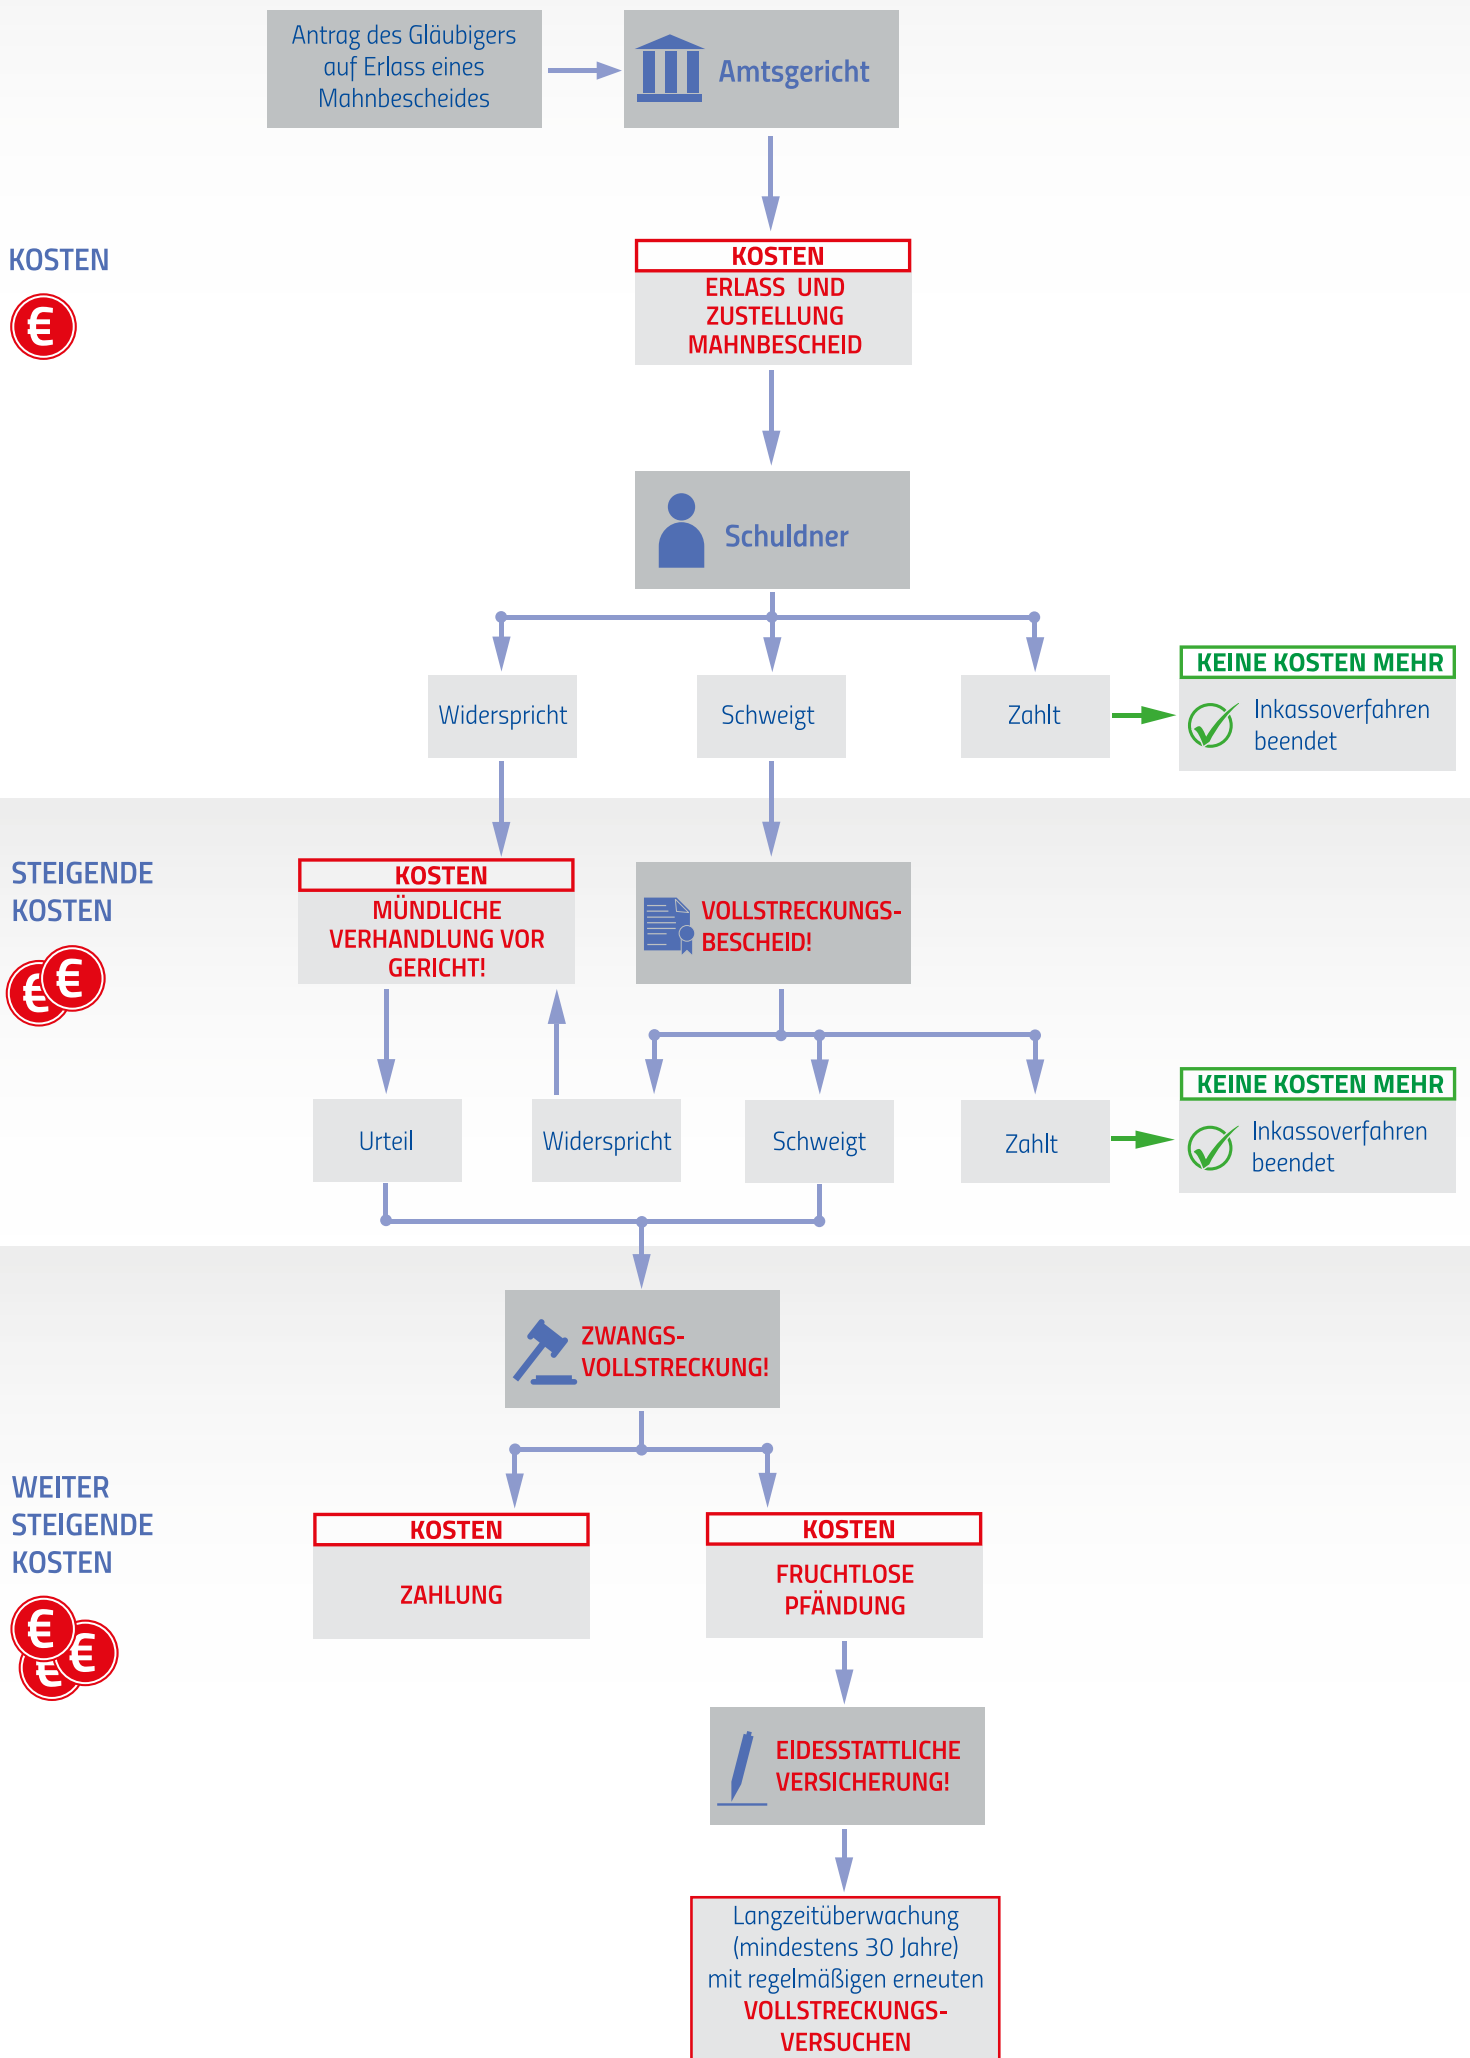 Antrag des Gläubigers
auf Erlass eines
Mahnbescheides
Amtsgericht
KOSTEN
€
KOSTEN
ERLASS UND
ZUSTELLUNG
MAHNBESCHEID
Schuldner
Widerspricht
Schweigt
Zahlt
KEINE KOSTEN MEHR
Inkassoverfahren
beendet
STEIGENDE
KOSTEN
€ €
KOSTEN
MÜNDLICHE
VERHANDLUNG VOR
GERICHT!
VOLLSTRECKUNGS-
BESCHEID!
Urteil
Widerspricht
Schweigt
Zahlt
KEINE KOSTEN MEHR
Inkassoverfahren
beendet
ZWANGS-
VOLLSTRECKUNG!
WEITER
STEIGENDE
KOSTEN
€ € €
KOSTEN
ZAHLUNG
KOSTEN
FRUCHTLOSE
PFÄNDUNG
EIDESSTATTLICHE
VERSICHERUNG!
Langzeitüberwachung
(mindestens 30 Jahre)
mit regelmäßigen erneuten
VOLLSTRECKUNGS-
VERSUCHEN